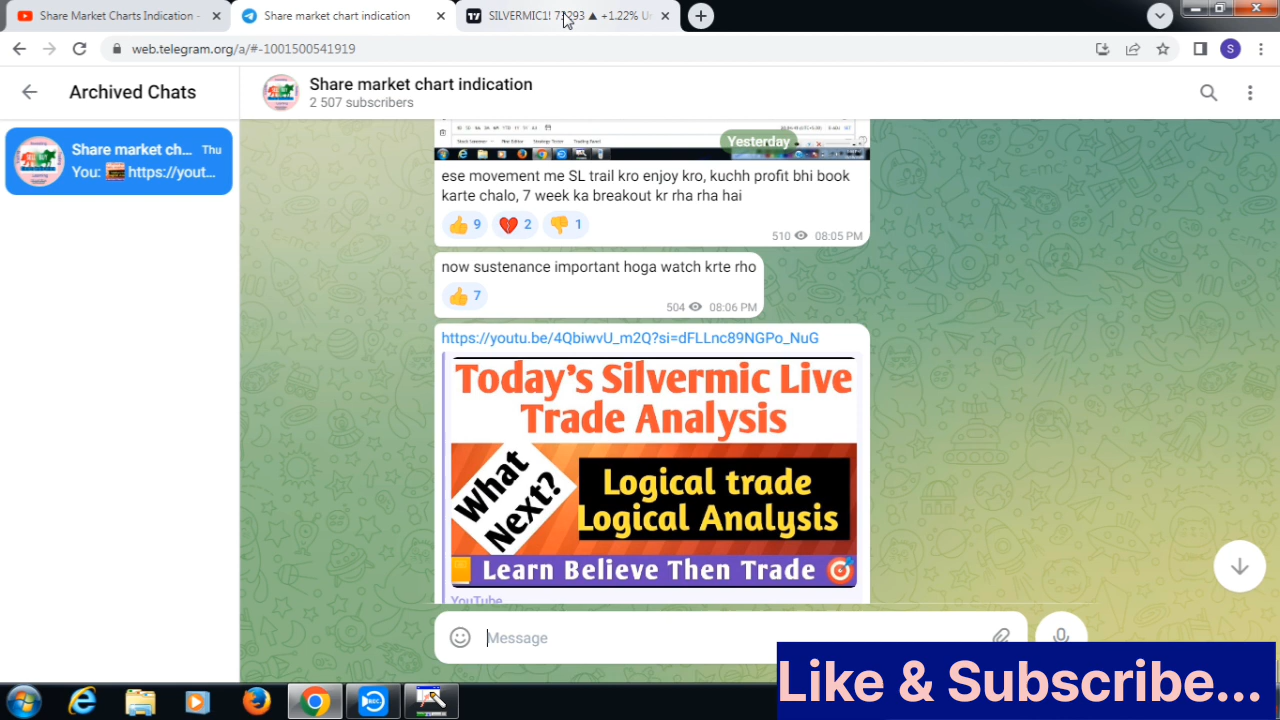 Share Market Charts Indication -
Share market chart indication
SILVERMIC1! 73293 ▲ +1.22% Un
web.telegram.org/a/#-1001500541919
S
Archived Chats
Share market chart indication
2 507 subscribers
Share market ch... Thu
You: https://yout...
Yesterday
ese movement me SL trail kro enjoy kro, kuchh profit bhi book
karte chalo, 7 week ka breakout kr rha rha hai
👍 9 💔 2 👎 1
510 08:05 PM
now sustenance important hoga watch krte rho
👍 7
504 08:06 PM
https://youtu.be/4QbiwvU_m2Q?si=dFLLnc89NGPo_NuG
Today's Silvermic Live
Trade Analysis
What
Next?
Logical trade
Logical Analysis
Learn Believe Then Trade
YouTube
Message
Like & Subscribe...